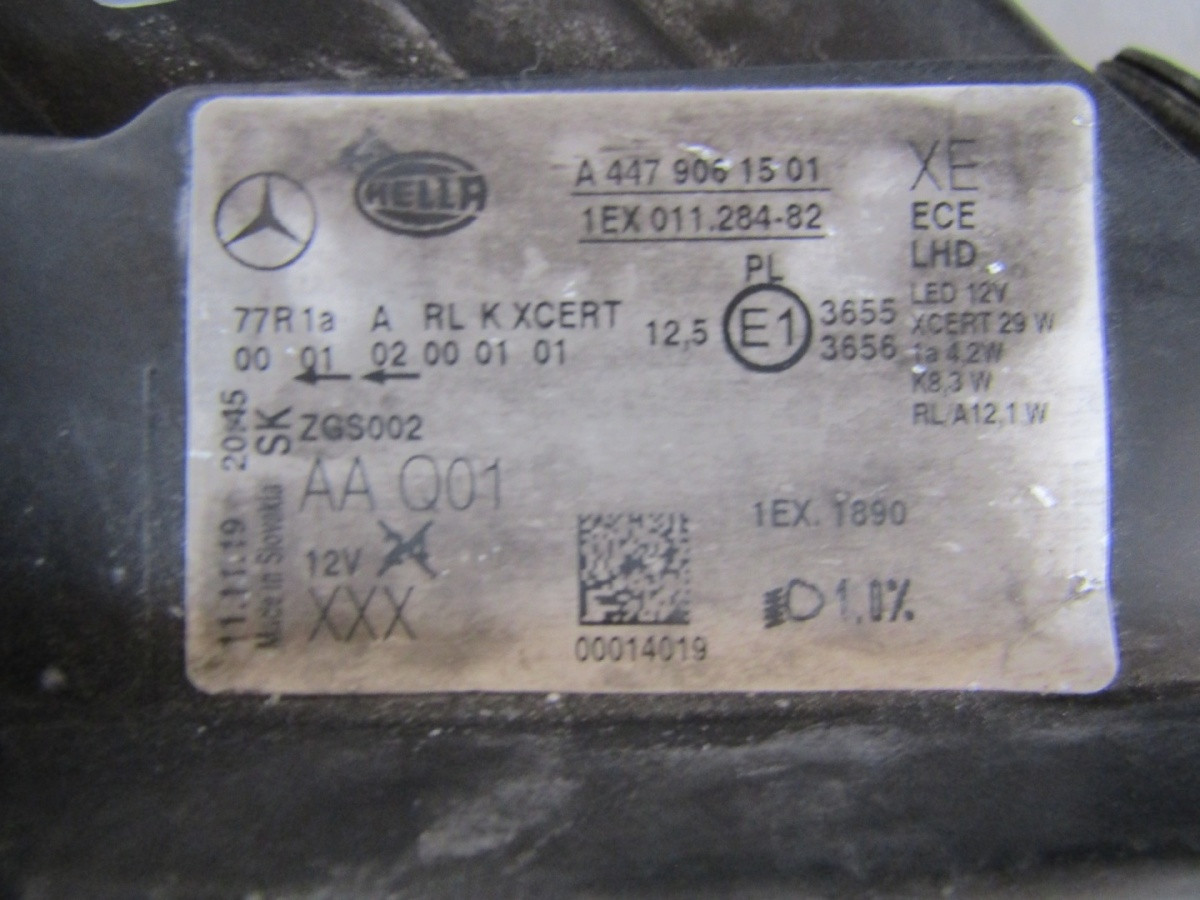 HELLA
A 447 906 15 01
1EX 011.284-82
XE
ECE
LHD
LED 12V
XCERT 29 W
1a 4,2W
K8,3 W
RL/A12,1 W
PL
77R 1a A RL K XCERT
00 01 02 00 01 01
12,5
E1
3655
3656
11.11.19 20:45
Made in Slovakia
SK
ZGS002
AA Q01
12V
XXX
00014019
1EX. 1890
1,0%